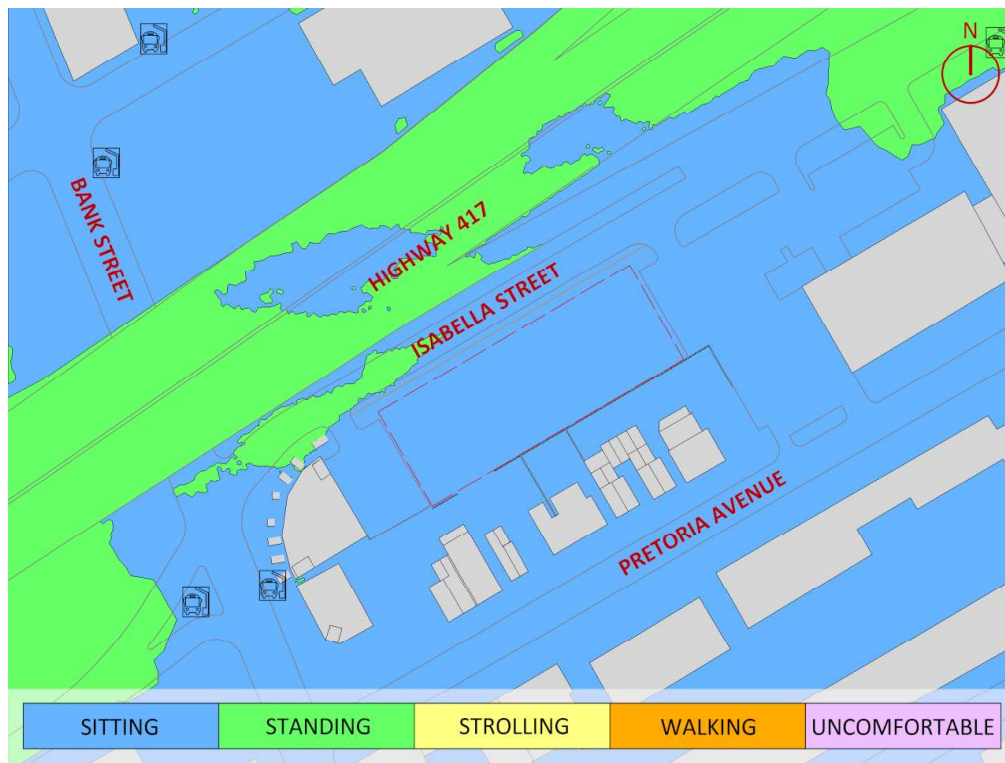 N
BANK STREET
HIGHWAY 417
ISABELLA STREET
PRETORIA AVENUE
SITTING
STANDING
STROLLING
WALKING
UNCOMFORTABLE